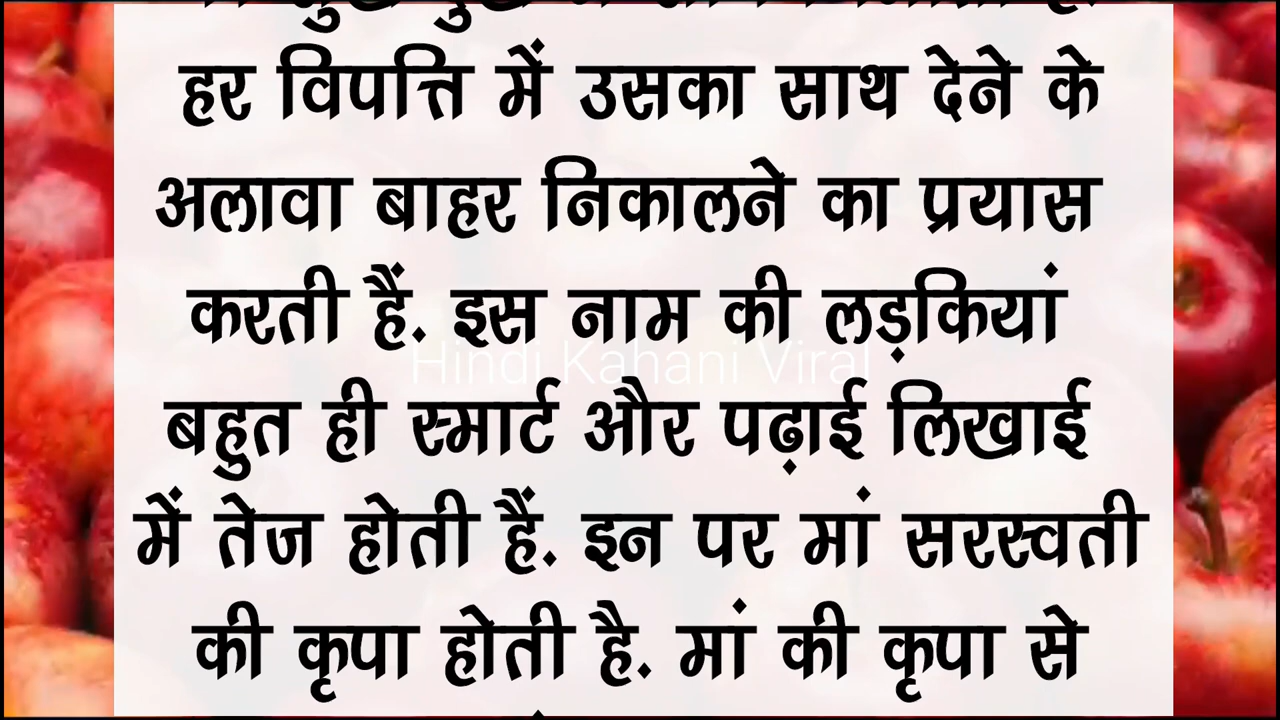 हर विपत्ति में उसका साथ देने के
अलावा बाहर निकालने का प्रयास
करती हैं. इस नाम की लड़कियां
Hindi Kahani Viral
बहुत ही स्मार्ट और पढ़ाई लिखाई
में तेज होती हैं. इन पर मां सरस्वती
की कृपा होती है. मां की कृपा से